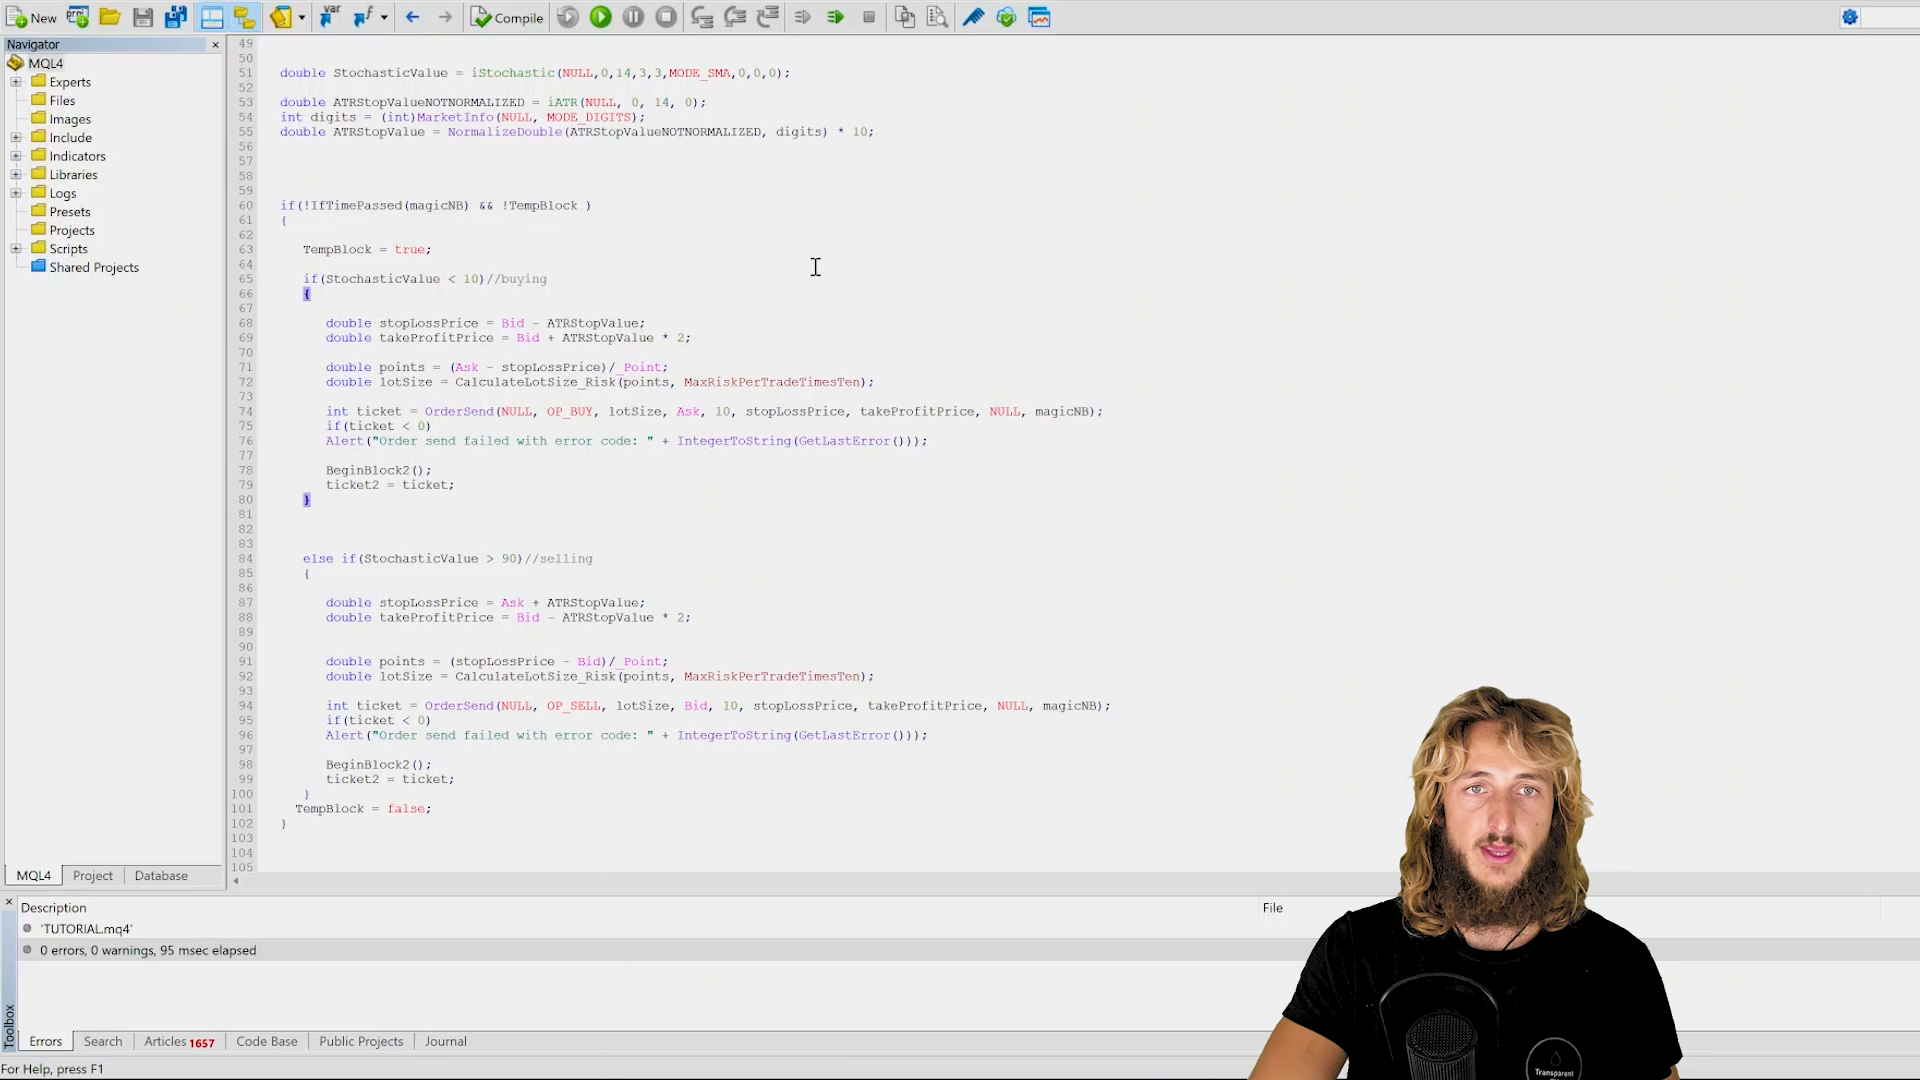 New
var
f
Compile
Navigator
MQL4
Experts
Files
Images
Include
Indicators
Libraries
Logs
Presets
Projects
Scripts
Shared Projects
MQL4 Project Database
49
50
51 double StochasticValue = iStochastic(NULL,0,14,3,3,MODE_SMA,0,0,0);
52
53 double ATRStopValueNOTNORMALIZED = iATR(NULL, 0, 14, 0);
54 int digits = (int)MarketInfo(NULL, MODE_DIGITS);
55 double ATRStopValue = NormalizeDouble(ATRStopValueNOTNORMALIZED, digits) * 10;
56
57
58
59
60 if(!IfTimePassed(magicNB) && !TempBlock )
61 {
62
63 TempBlock = true;
64
65 if(StochasticValue < 10)//buying
66 {
67
68 double stopLossPrice = Bid - ATRStopValue;
69 double takeProfitPrice = Bid + ATRStopValue * 2;
70
71 double points = (Ask - stopLossPrice)/_Point;
72 double lotSize = CalculateLotSize_Risk(points, MaxRiskPerTradeTimesTen);
73
74 int ticket = OrderSend(NULL, OP_BUY, lotSize, Ask, 10, stopLossPrice, takeProfitPrice, NULL, magicNB);
75 if(ticket < 0)
76 Alert("Order send failed with error code: " + IntegerToString(GetLastError()));
77
78 BeginBlock2();
79 ticket2 = ticket;
80 }
81
82
83
84 else if(StochasticValue > 90)//selling
85 {
86
87 double stopLossPrice = Ask + ATRStopValue;
88 double takeProfitPrice = Bid - ATRStopValue * 2;
89
90
91 double points = (stopLossPrice - Bid)/_Point;
92 double lotSize = CalculateLotSize_Risk(points, MaxRiskPerTradeTimesTen);
93
94 int ticket = OrderSend(NULL, OP_SELL, lotSize, Bid, 10, stopLossPrice, takeProfitPrice, NULL, magicNB);
95 if(ticket < 0)
96 Alert("Order send failed with error code: " + IntegerToString(GetLastError()));
97
98 BeginBlock2();
99 ticket2 = ticket;
100 }
101 TempBlock = false;
102 }
103
104
105
Description File
'TUTORIAL.mq4'
0 errors, 0 warnings, 95 msec elapsed
Toolbox
Errors Search Articles 1657 Code Base Public Projects Journal
For Help, press F1
Transparent